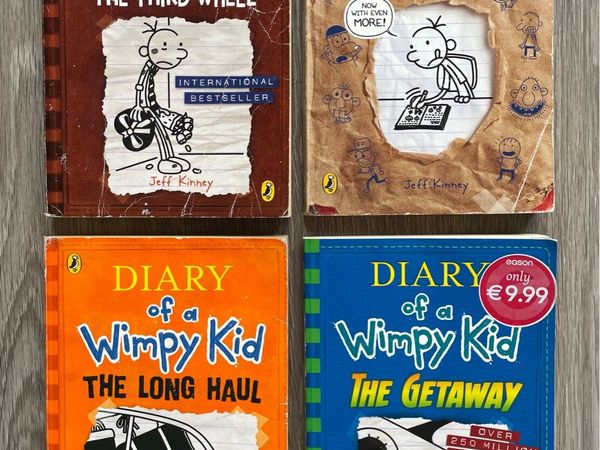 THE THIRD WHEEL
INTERNATIONAL
BESTSELLER
Jeff Kinney
NOW
WITH EVEN
MORE!
Jeff Kinney
DIARY
of a
Wimpy Kid
THE LONG HAUL
DIARY
of a
Wimpy Kid
THE GETAWAY
eason
only
€9.99
OVER
250 MILLION